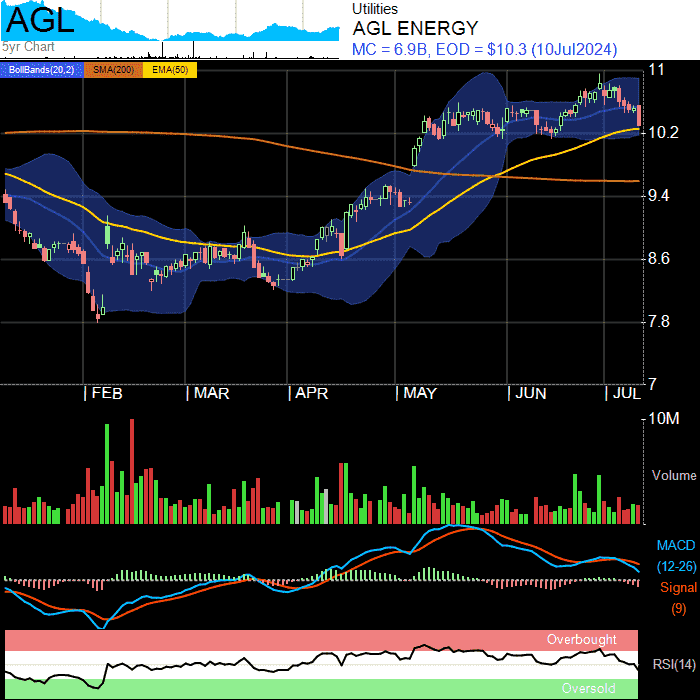 AGL
5yr Chart
Utilities
AGL ENERGY
MC = 6.9B, EOD = $10.3 (10Jul2024)
BollBands(20,2) SMA(200) EMA(50)
11
10.2
9.4
8.6
7.8
7
FEB MAR APR MAY JUN JUL
10M
Volume
MACD
(12-26)
Signal
(9)
Overbought
RSI(14)
Oversold